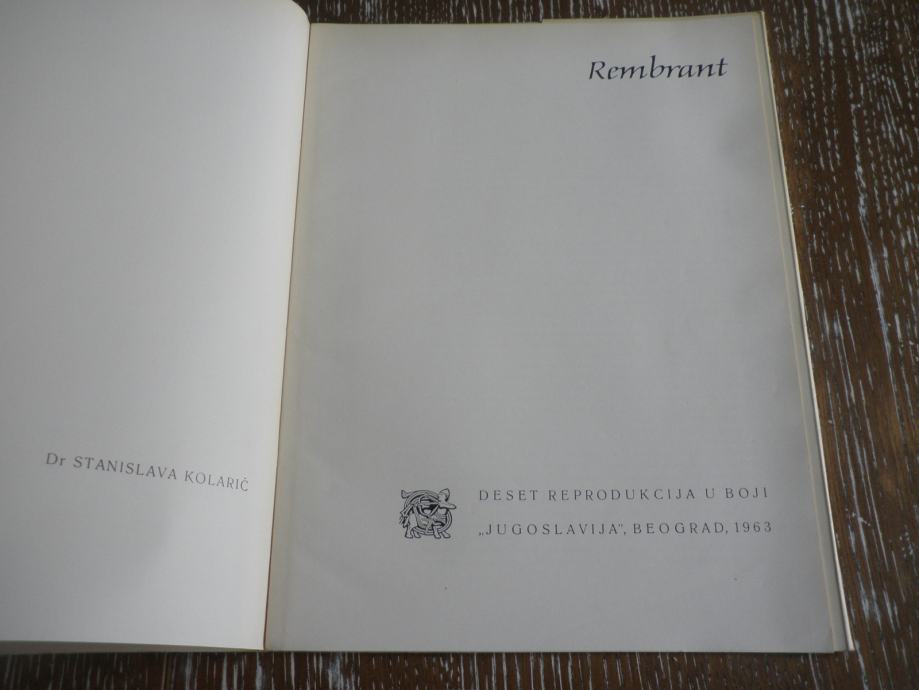 Dr STANISLAVA KOLARIČ
Rembrant
DESET REPRODUKCIJA U BOJI
„JUGOSLAVIJA”, BEOGRAD, 1963